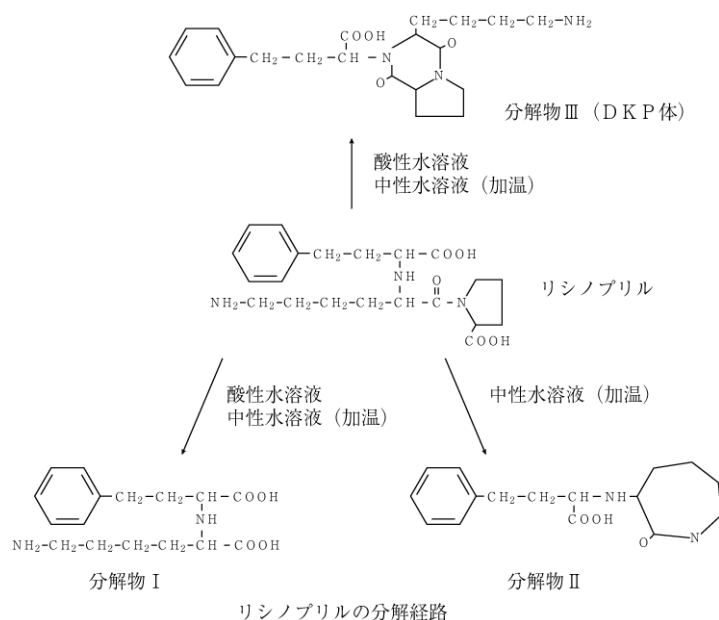 CH₂-CH₂-CH₂-CH₂-NH₂
COOH
CH₂- CH₂-CH-N
O
O
N
分解物Ⅲ(DKP体)
酸性水溶液
中性水溶液(加温)
CH₂-CH₂-CH-COOH
NH
O
NH₂-CH₂-CH₂-CH₂-CH₂-CH-C-N
COOH
リシノプリル
酸性水溶液
中性水溶液(加温)
中性水溶液(加温)
CH₂-CH₂-CH-COOH
NH
NH₂-CH₂-CH₂-CH₂-CH₂-CH-COOH
分解物Ⅰ
CH₂-CH₂-CH-NH
COOH
O
N
分解物Ⅱ
リシノプリルの分解経路